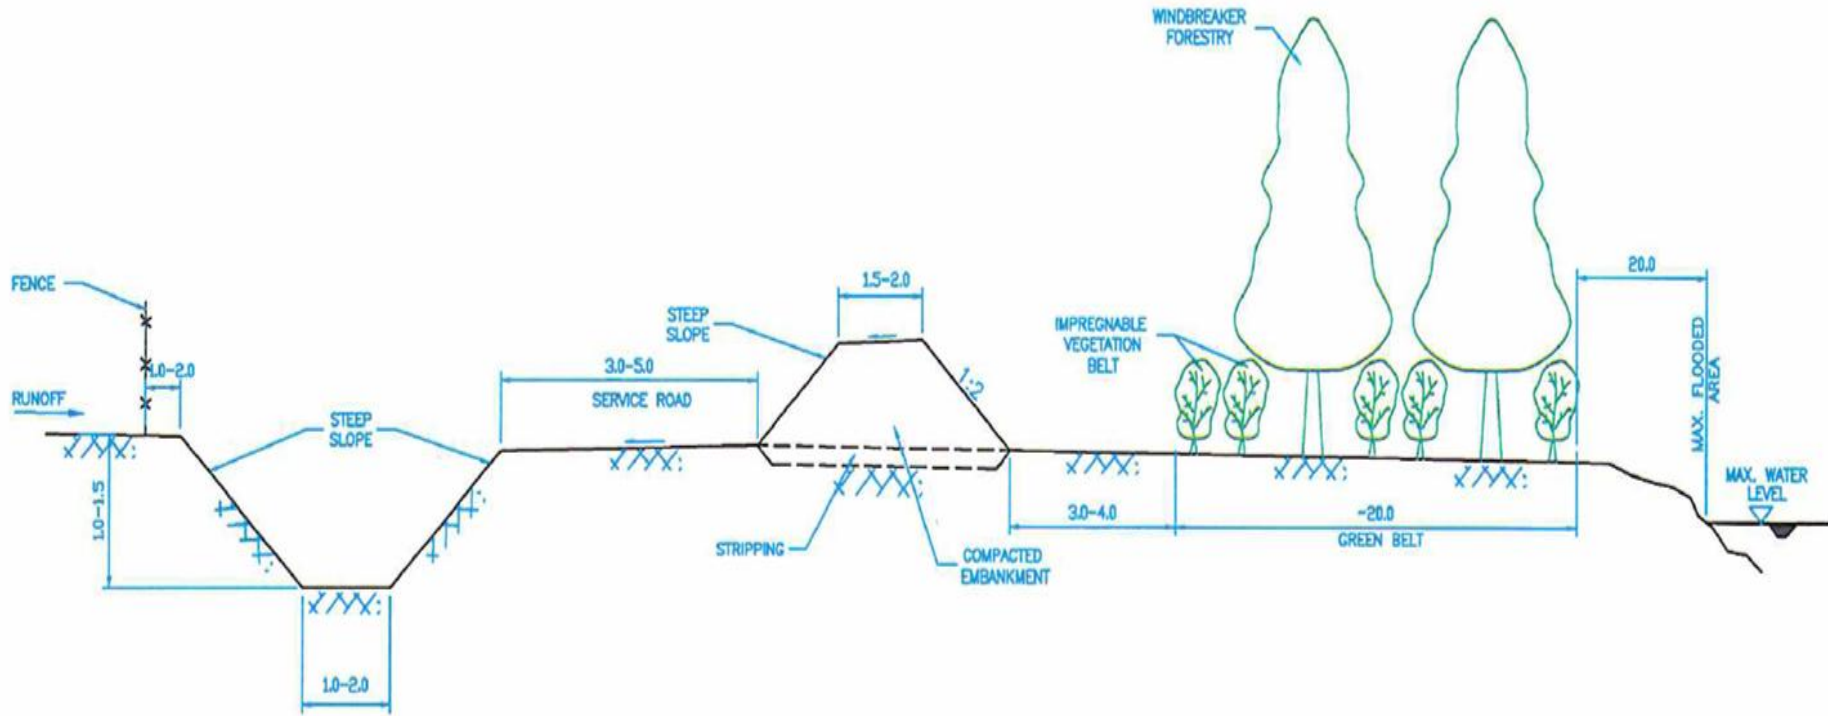 WINDBREAKER
FORESTRY
FENCE
1.0-2.0
RUNOFF
1.0-1.5
STEEP
SLOPE
1.0-2.0
3.0-5.0
SERVICE ROAD
STEEP
SLOPE
1.5-2.0
1:2
STRIPPING
COMPACTED
EMBANKMENT
3.0-4.0
IMPREGNABLE
VEGETATION
BELT
-20.0
GREEN BELT
20.0
MAX. FLOODED
AREA
MAX. WATER
LEVEL